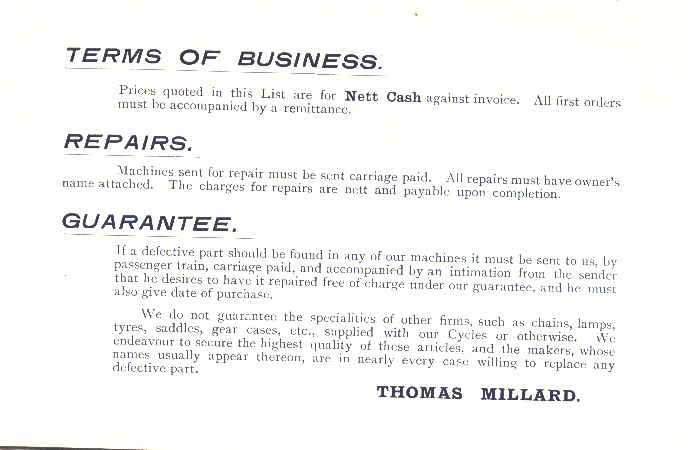 TERMS OF BUSINESS.
Prices quoted in this List are for Nett Cash against invoice. All first orders
must be accompanied by a remittance.
REPAIRS.
Machines sent for repair must be sent carriage paid. All repairs must have owner's
name attached. The charges for repairs are nett and payable upon completion.
GUARANTEE.
If a defective part should be found in any of our machines it must be sent to us, by
passenger train, carriage paid, and accompanied by an intimation from the sender
that he desires to have it repaired free of charge under our guarantee, and he must
also give date of purchase.
We do not guarantee the specialities of other firms, such as chains, lamps,
tyres, saddles, gear cases, etc., supplied with our Cycles or otherwise. We
endeavour to secure the highest quality of these articles, and the makers, whose
names usually appear thereon, are in nearly every case willing to replace any
defective part.
THOMAS MILLARD.